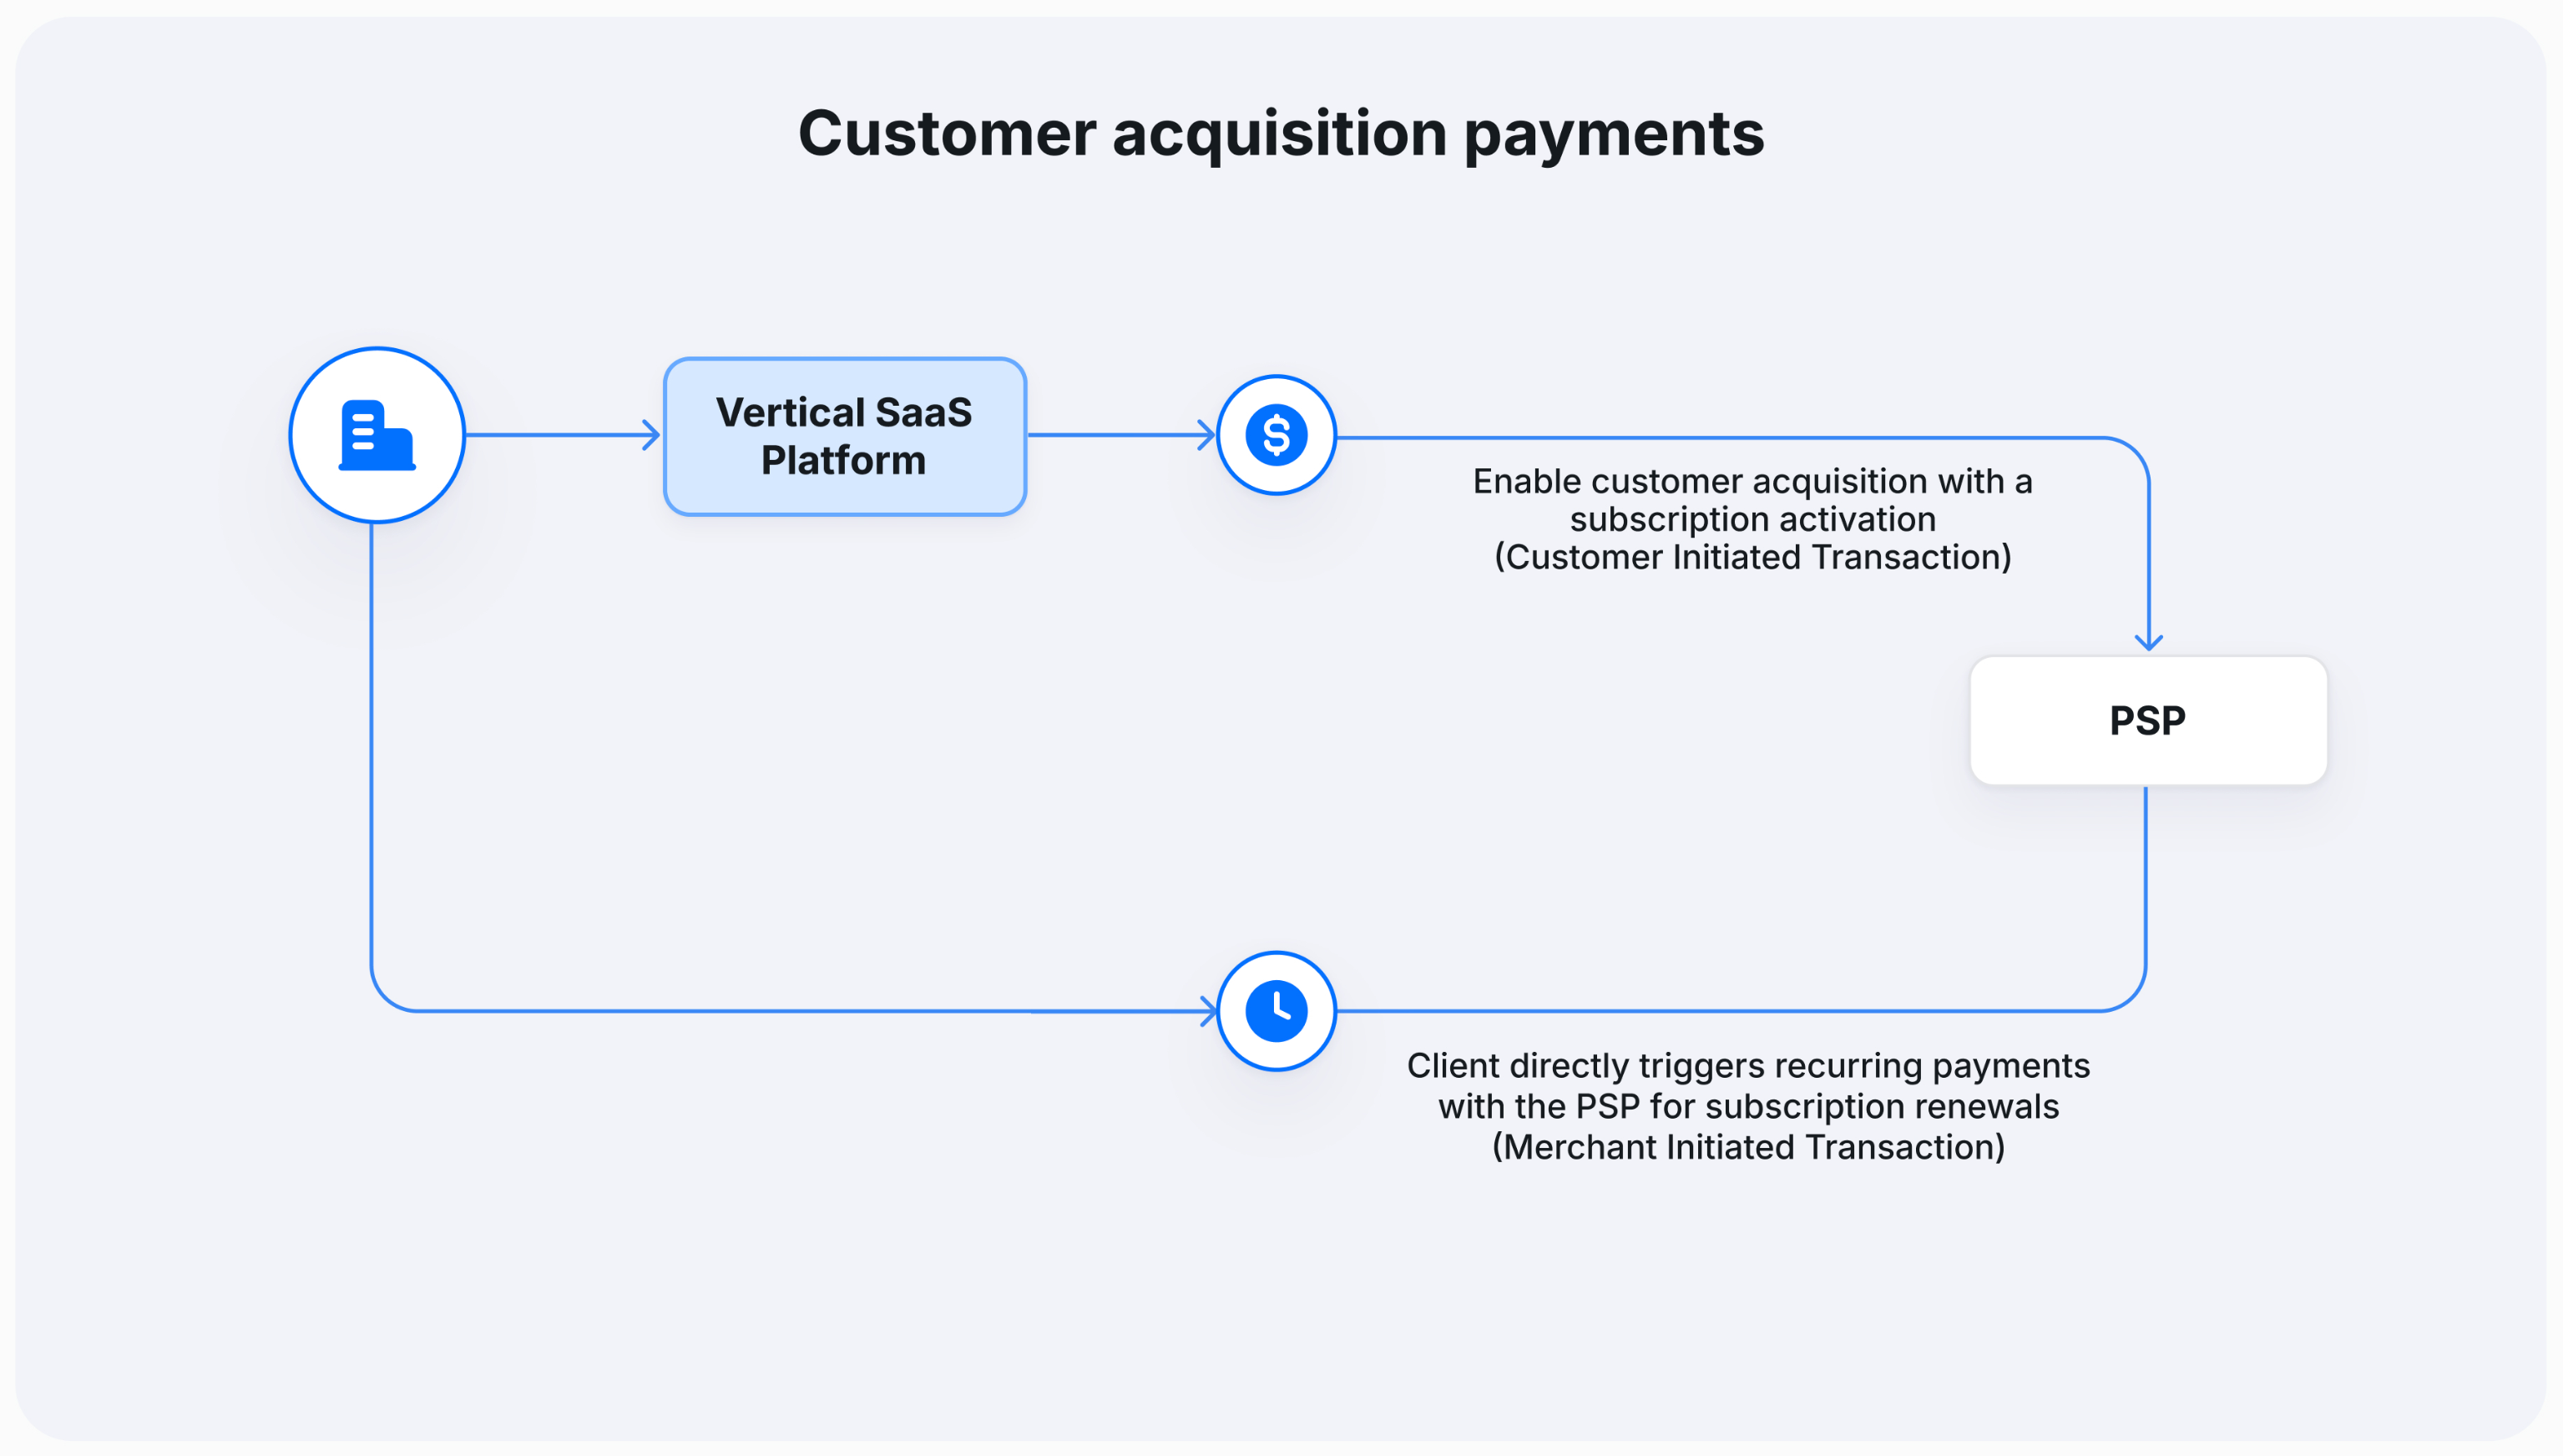 Customer acquisition payments
Vertical SaaS
Platform
Enable customer acquisition with a
subscription activation
(Customer Initiated Transaction)
PSP
Client directly triggers recurring payments
with the PSP for subscription renewals
(Merchant Initiated Transaction)